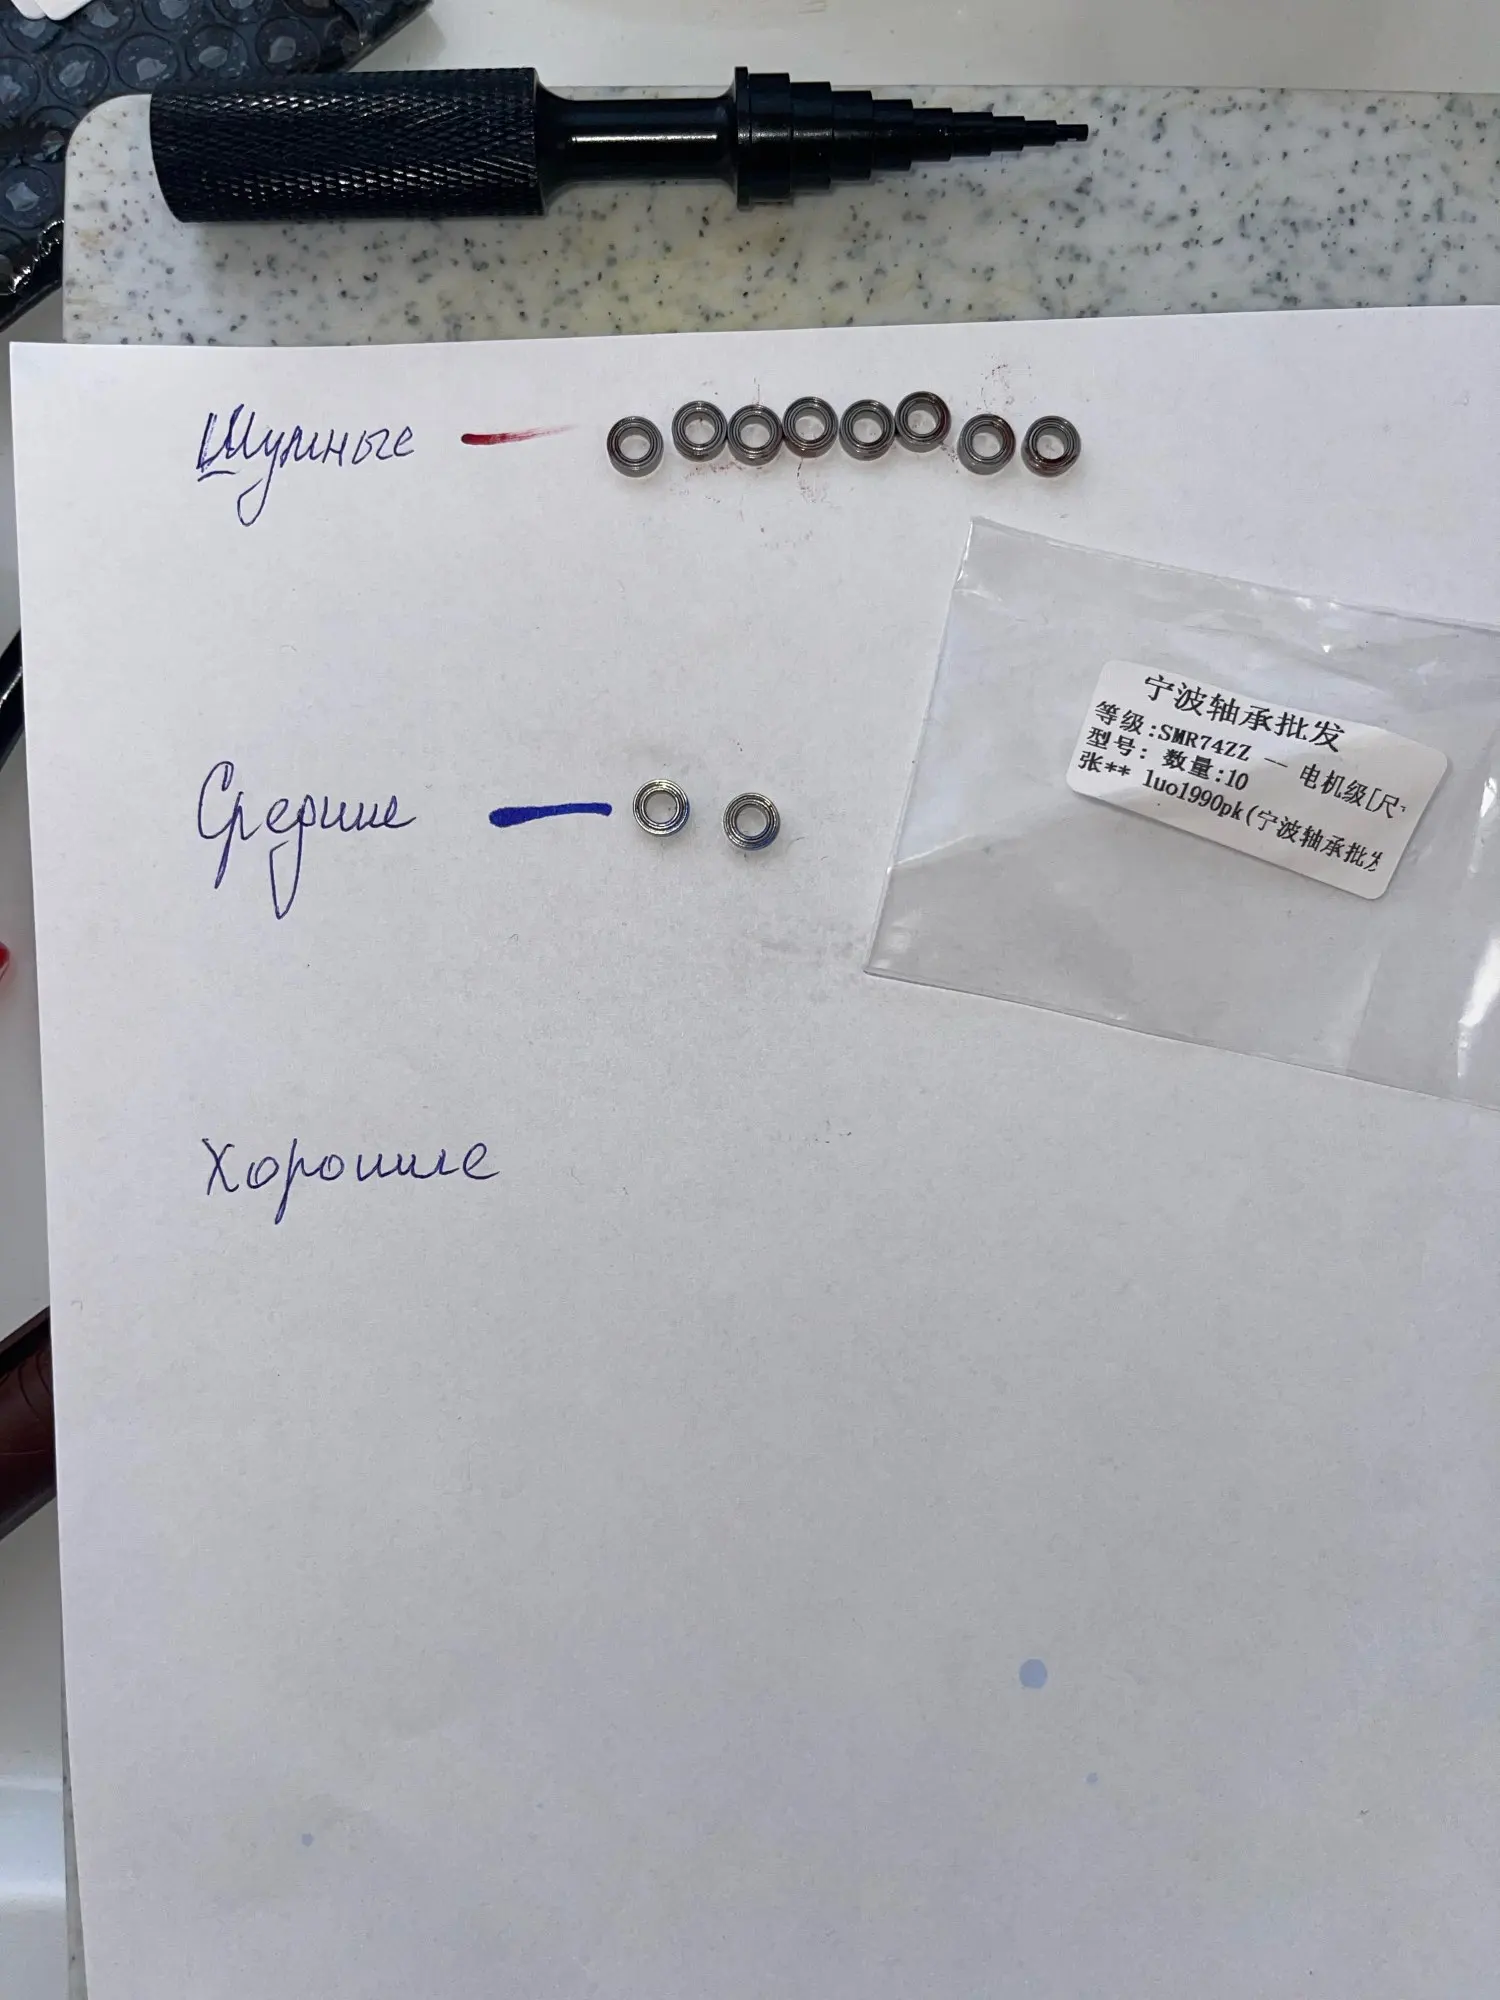 Шумные
Средние
宁波轴承批发
等级:SMR74ZZ -- 电机级[尺
型号: 数量:10
张** luo1990pk(宁波轴承批发
Хорошие